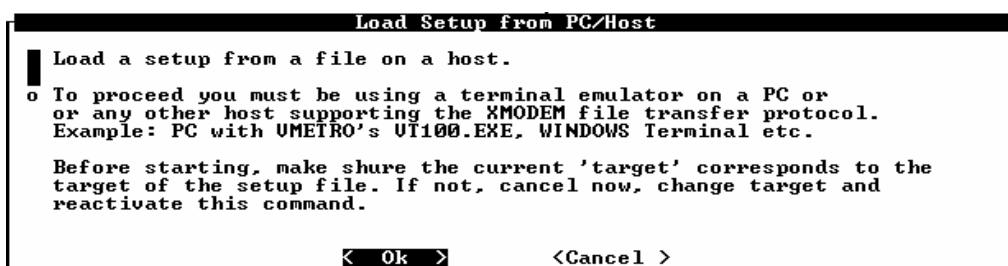 Load Setup from PC/Host
Load a setup from a file on a host.
o To proceed you must be using a terminal emulator on a PC or
or any other host supporting the XMODEM file transfer protocol.
Example: PC with VMETRO's VT100.EXE, WINDOWS Terminal etc.
Before starting, make shure the current 'target' corresponds to the
target of the setup file. If not, cancel now, change target and
reactivate this command.
< Ok > <Cancel >